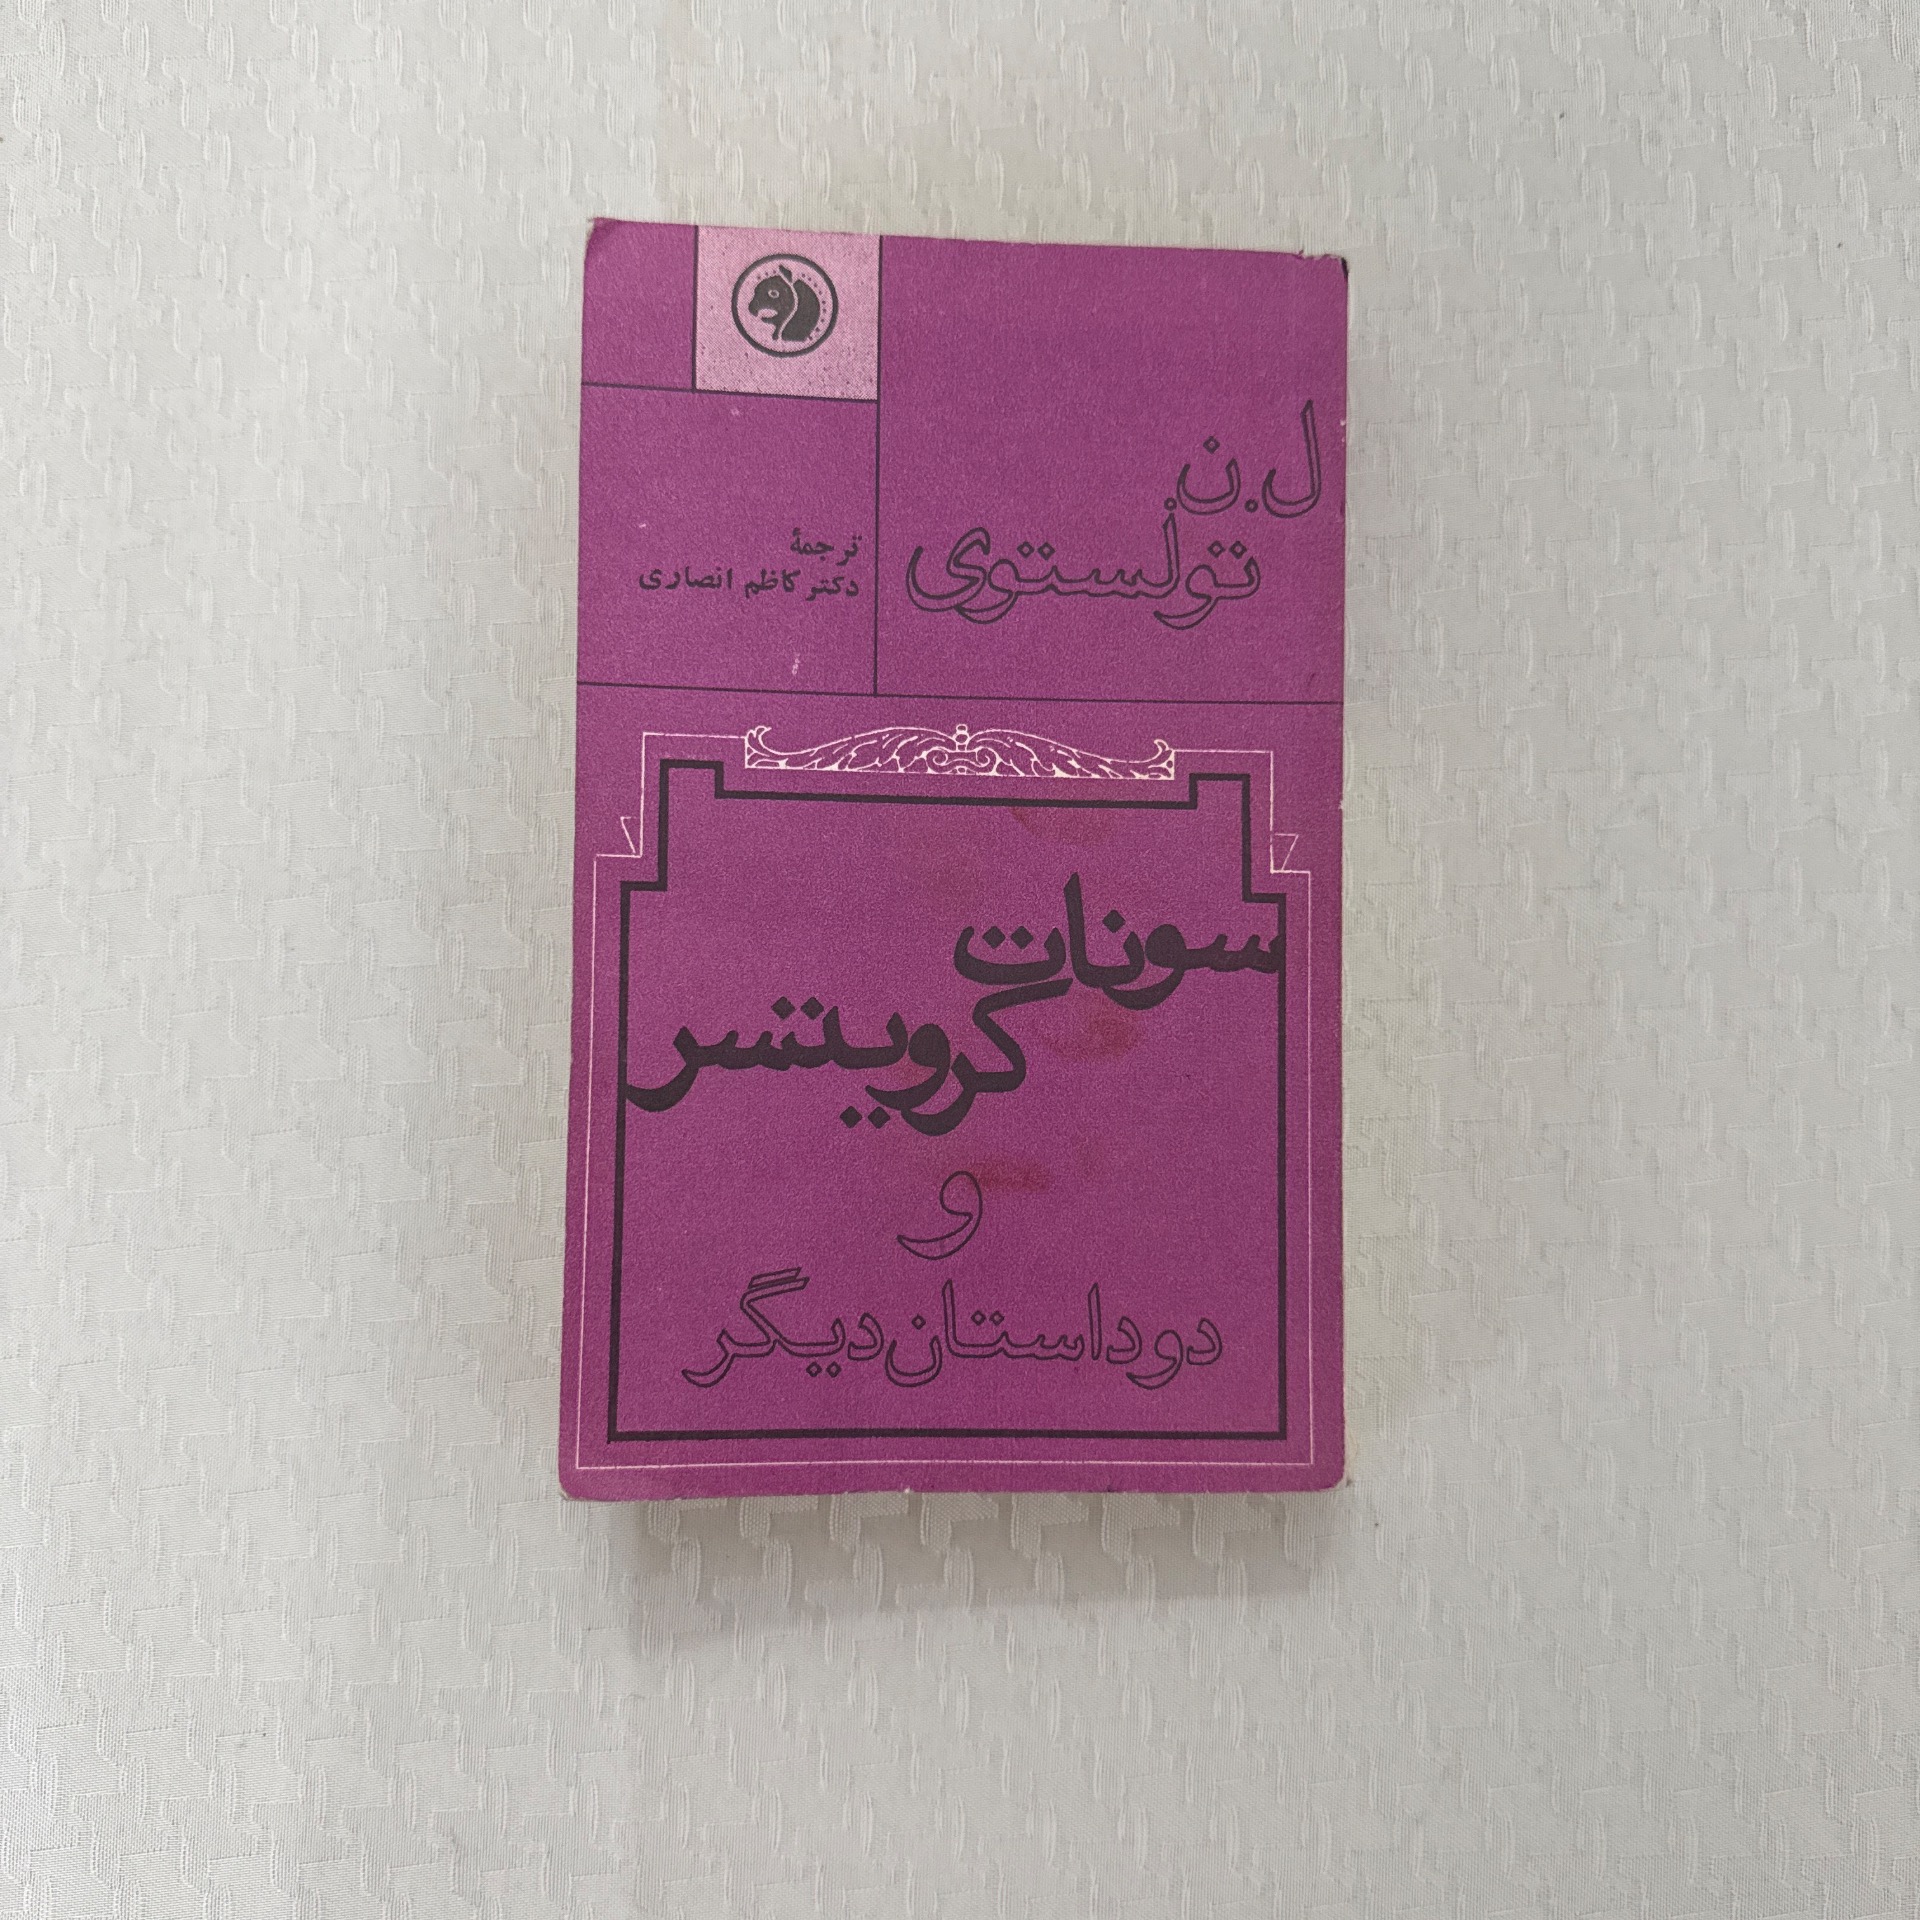 ل.ن.
تولستوی
ترجمهٔ
دکتر کاظم انصاری
سونات
کرویتسر
و
دو داستان دیگر